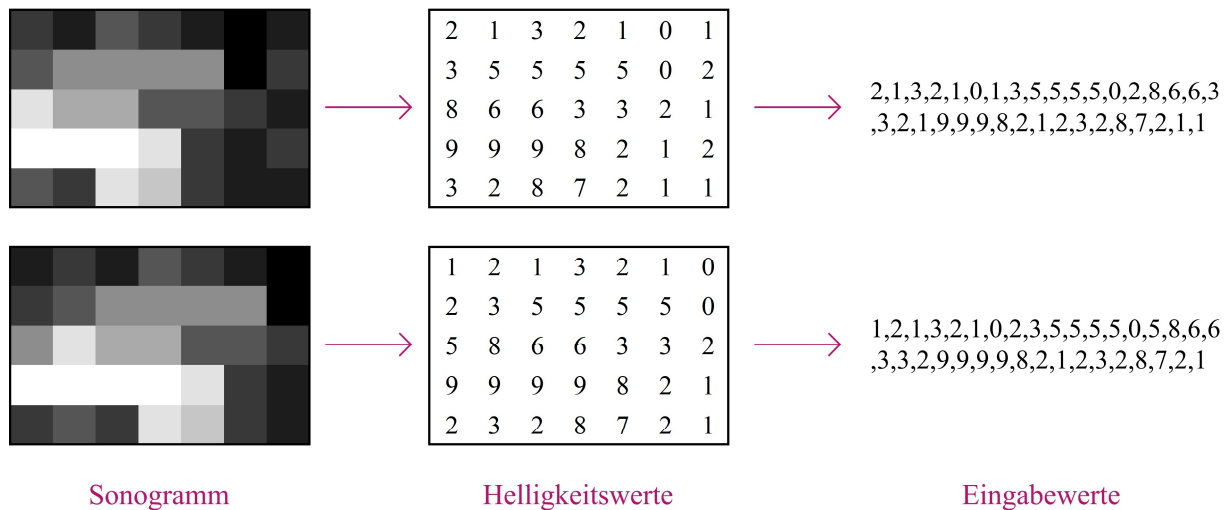 2 1 3 2 1 0 1
3 5 5 5 5 0 2
8 6 6 3 3 2 1
9 9 9 8 2 1 2
3 2 8 7 2 1 1
2,1,3,2,1,0,1,3,5,5,5,5,0,2,8,6,6,3
,3,2,1,9,9,9,8,2,1,2,3,2,8,7,2,1,1
1 2 1 3 2 1 0
2 3 5 5 5 5 0
5 8 6 6 3 3 2
9 9 9 9 8 2 1
2 3 2 8 7 2 1
1,2,1,3,2,1,0,2,3,5,5,5,5,0,5,8,6,6
,3,3,2,9,9,9,9,8,2,1,2,3,2,8,7,2,1
Sonogramm
Helligkeitswerte
Eingabewerte